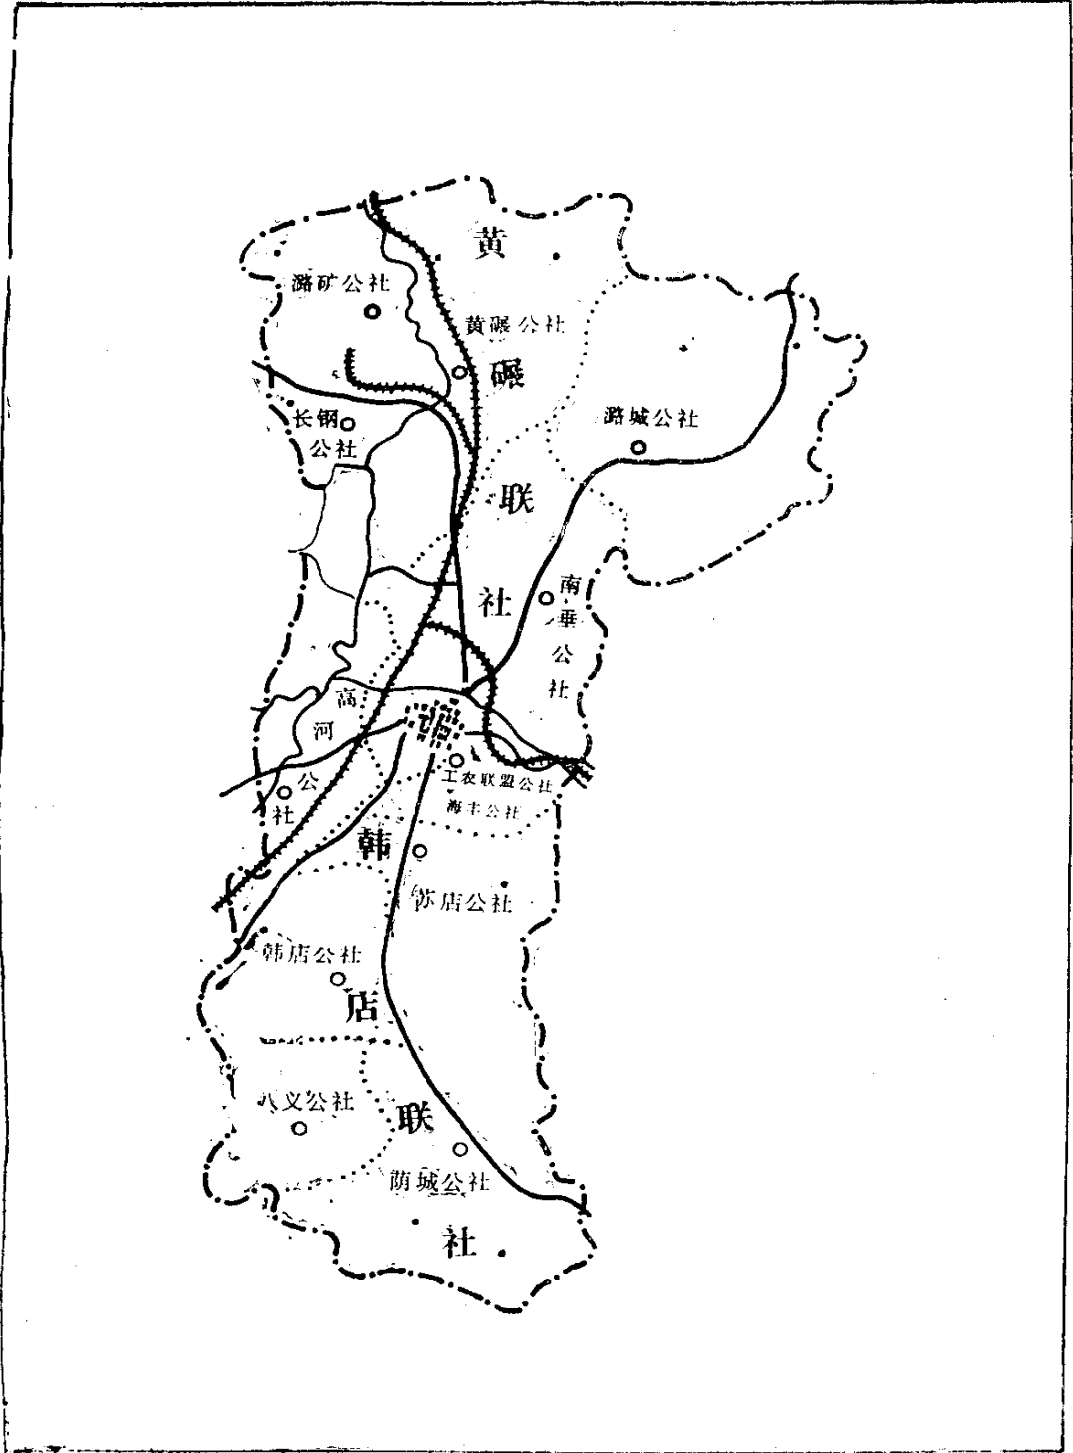 黄碾联社
潞矿公社
黄碾公社
长钢
公社
潞城公社
南垂公社
高河公社
工农联盟公社
海丰公社
韩店联社
苏店公社
韩店公社
八义公社
荫城公社